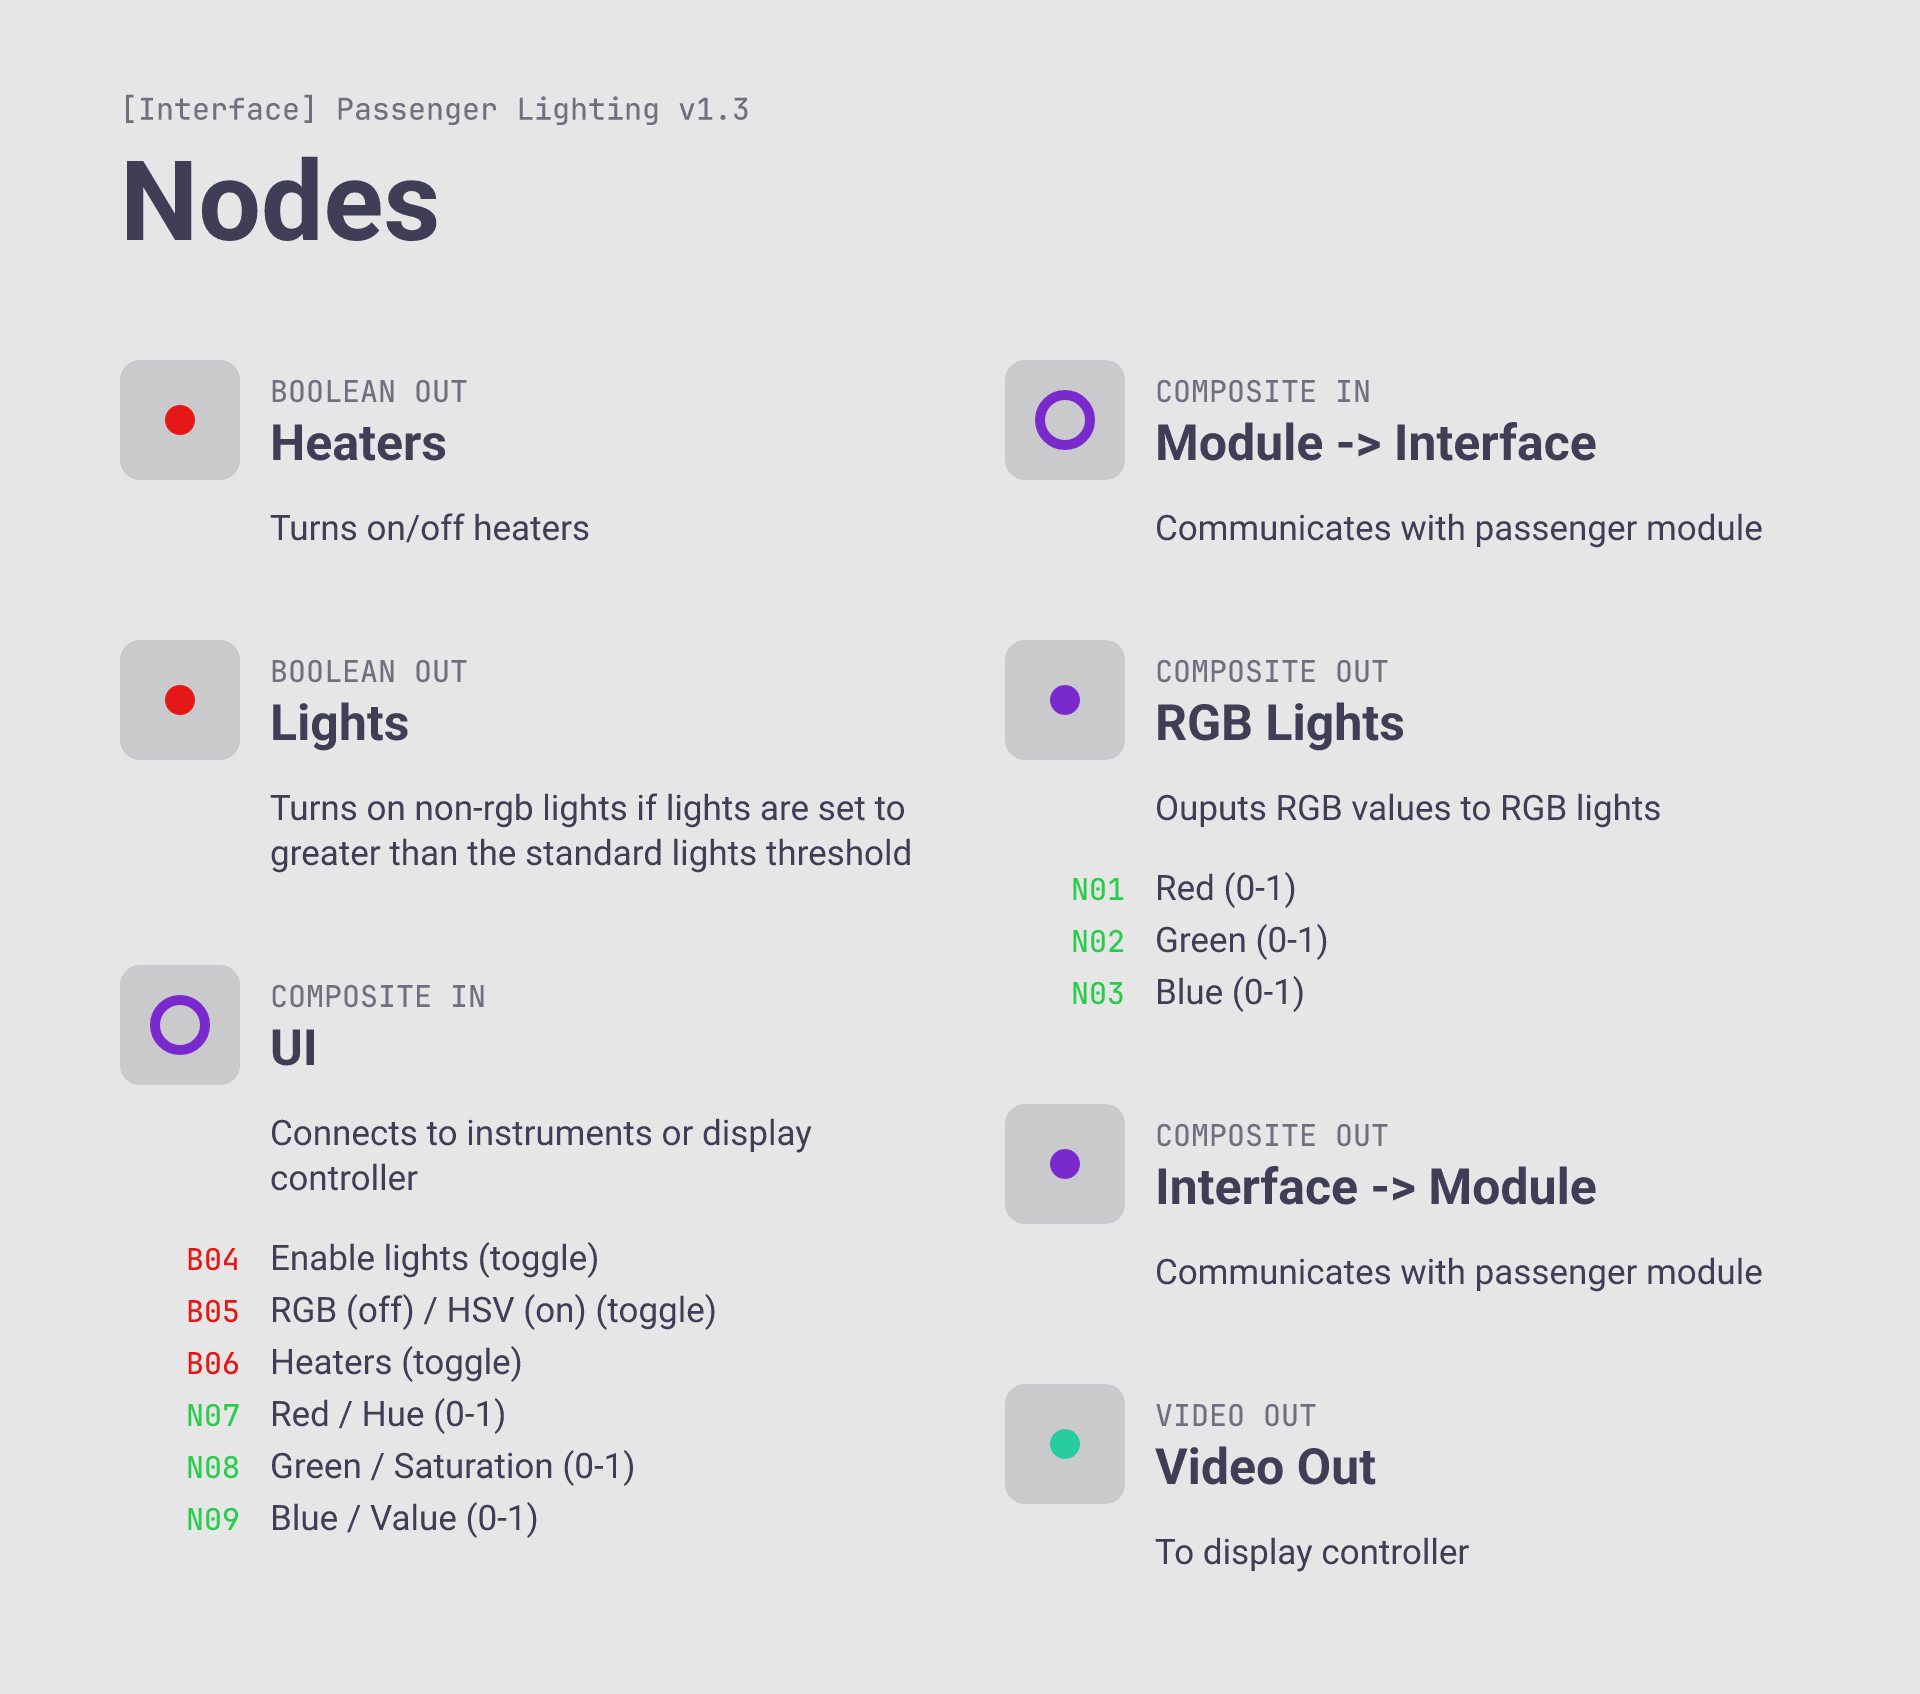 [Interface] Passenger Lighting v1.3
Nodes
BOOLEAN OUT
Heaters
Turns on/off heaters
BOOLEAN OUT
Lights
Turns on non-rgb lights if lights are set to
greater than the standard lights threshold
COMPOSITE IN
UI
Connects to instruments or display
controller
B04 Enable lights (toggle)
B05 RGB (off) / HSV (on) (toggle)
B06 Heaters (toggle)
N07 Red / Hue (0-1)
N08 Green / Saturation (0-1)
N09 Blue / Value (0-1)
COMPOSITE IN
Module -> Interface
Communicates with passenger module
COMPOSITE OUT
RGB Lights
Ouputs RGB values to RGB lights
N01 Red (0-1)
N02 Green (0-1)
N03 Blue (0-1)
COMPOSITE OUT
Interface -> Module
Communicates with passenger module
VIDEO OUT
Video Out
To display controller